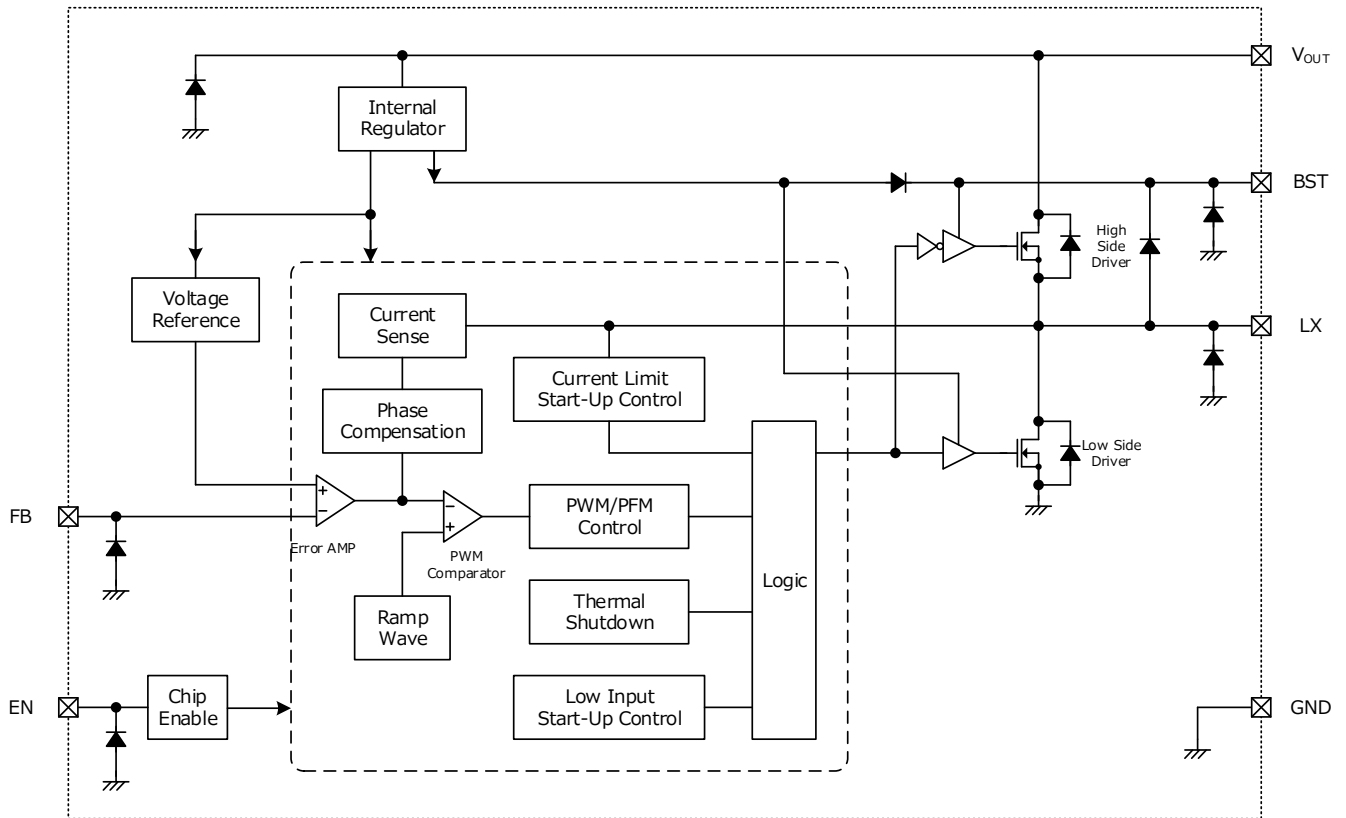 V_OUT
Internal
Regulator
BST
High
Side
Driver
Voltage
Reference
Current
Sense
LX
Current Limit
Start-Up Control
Phase
Compensation
Low Side
Driver
+
−
−
+
FB
PWM/PFM
Control
Error AMP
PWM
Comparator
Logic
Ramp
Wave
Thermal
Shutdown
EN
Chip
Enable
Low Input
Start-Up Control
GND